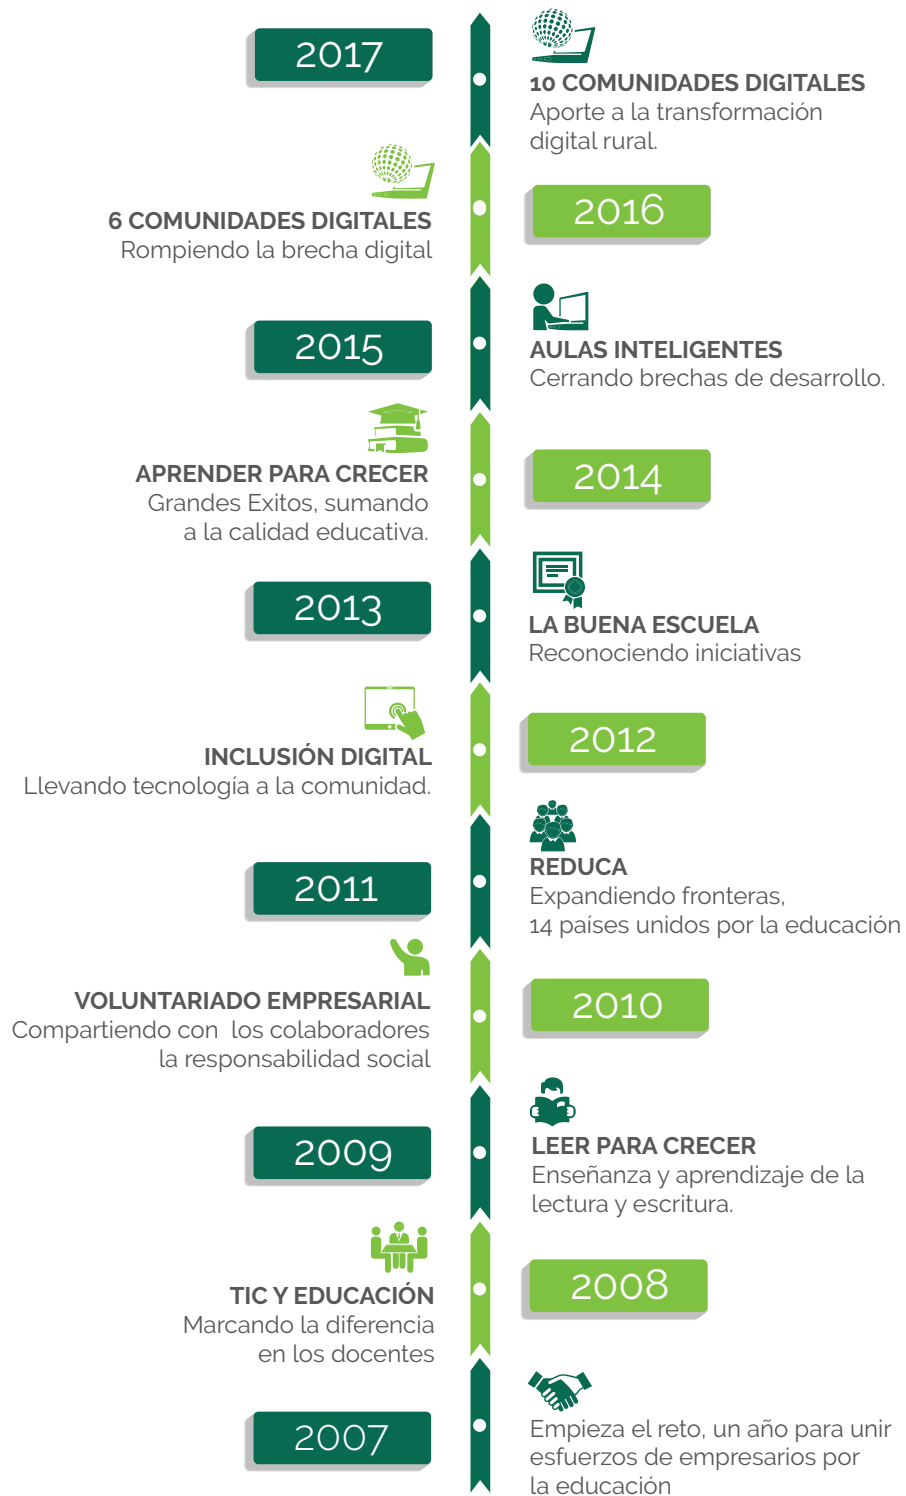 2017
10 COMUNIDADES DIGITALES
Aporte a la transformación
digital rural.
6 COMUNIDADES DIGITALES
Rompiendo la brecha digital
2016
2015
AULAS INTELIGENTES
Cerrando brechas de desarrollo.
APRENDER PARA CRECER
Grandes Exitos, sumando
a la calidad educativa.
2014
2013
LA BUENA ESCUELA
Reconociendo iniciativas
INCLUSIÓN DIGITAL
Llevando tecnología a la comunidad.
2012
2011
REDUCA
Expandiendo fronteras,
14 países unidos por la educación
VOLUNTARIADO EMPRESARIAL
Compartiendo con los colaboradores
la responsabilidad social
2010
2009
LEER PARA CRECER
Enseñanza y aprendizaje de la
lectura y escritura.
TIC Y EDUCACIÓN
Marcando la diferencia
en los docentes
2008
2007
Empieza el reto, un año para unir
esfuerzos de empresarios por
la educación